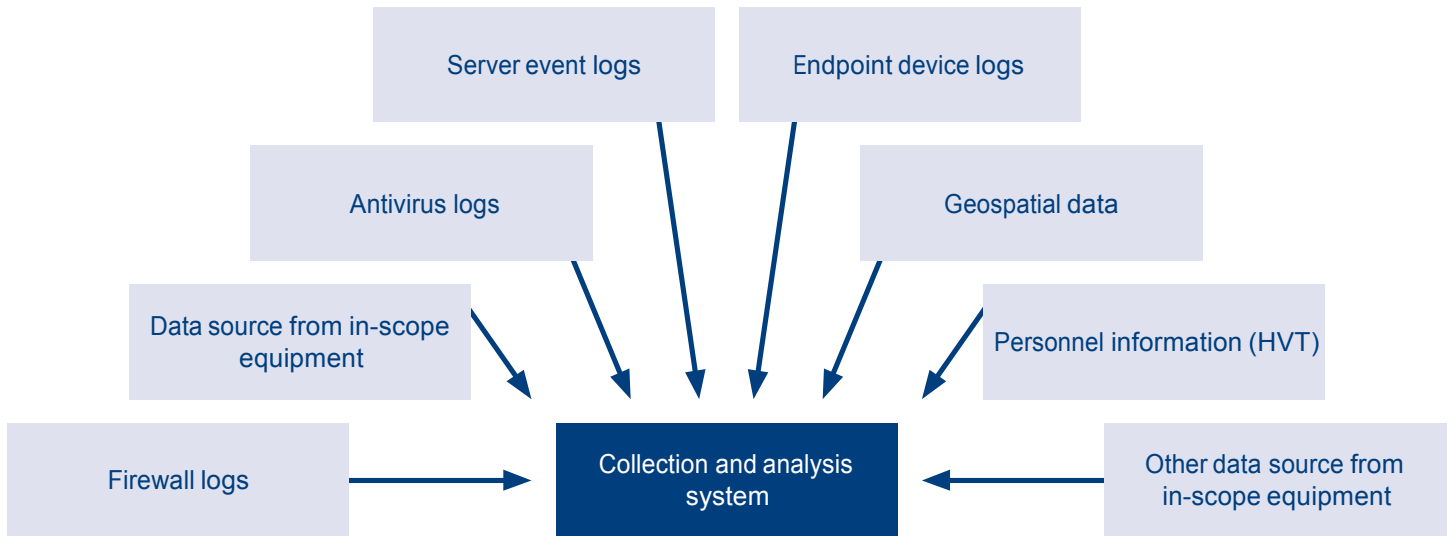 Server event logs
Endpoint device logs
Antivirus logs
Geospatial data
Data source from in-scope
equipment
Personnel information (HVT)
Firewall logs
Collection and analysis
system
Other data source from
in-scope equipment